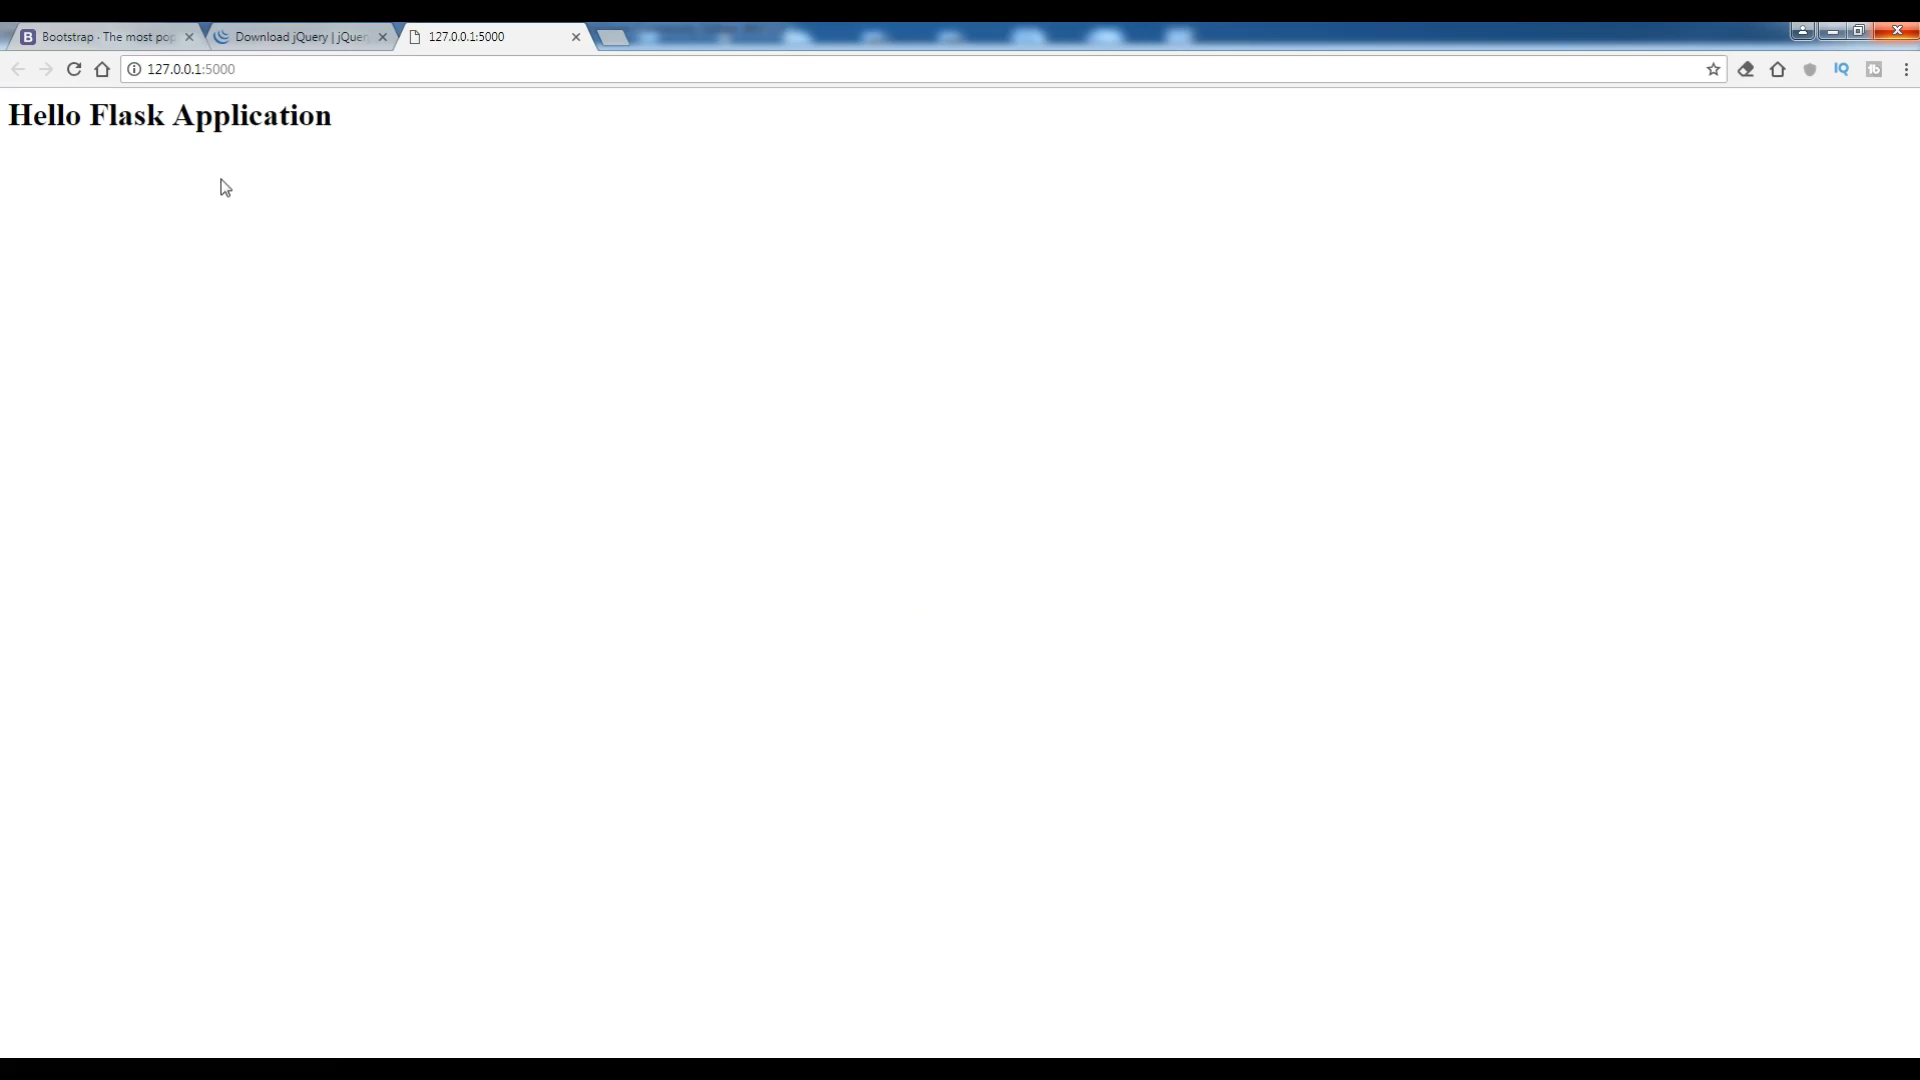 Bootstrap · The most pop
Download jQuery | jQuer
127.0.0.1:5000
127.0.0.1:5000
IQ
Hello Flask Application